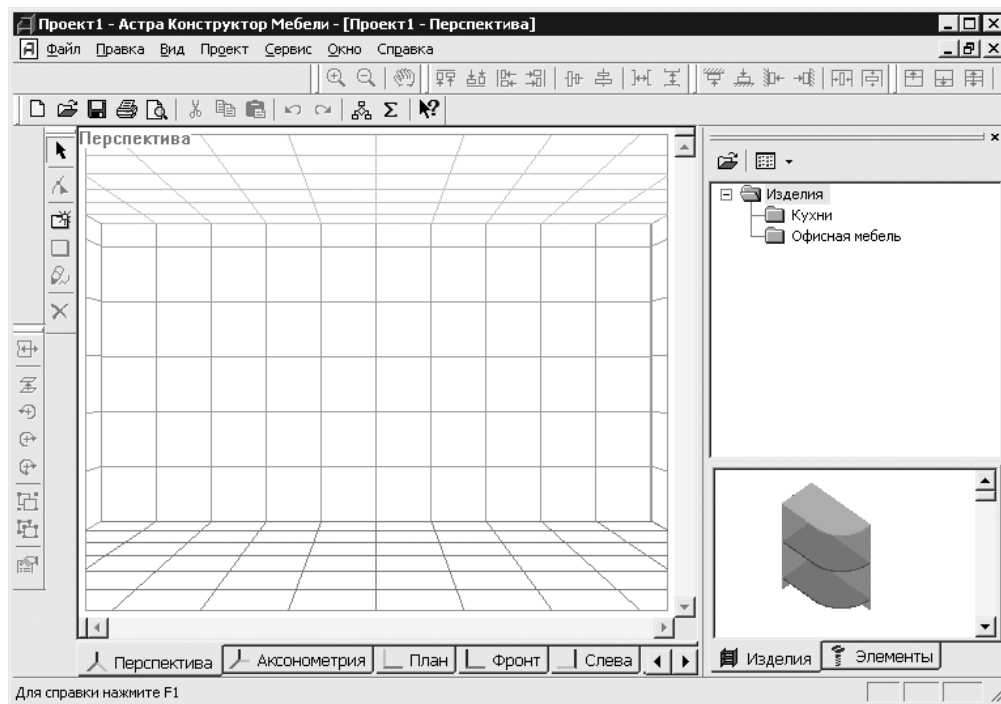 Проект1 - Астра Конструктор Мебели - [Проект1 - Перспектива]
Файл Правка Вид Проект Сервис Окно Справка
Перспектива
Изделия
Кухни
Офисная мебель
Перспектива Аксонометрия План Фронт Слева
Изделия Элементы
Для справки нажмите F1